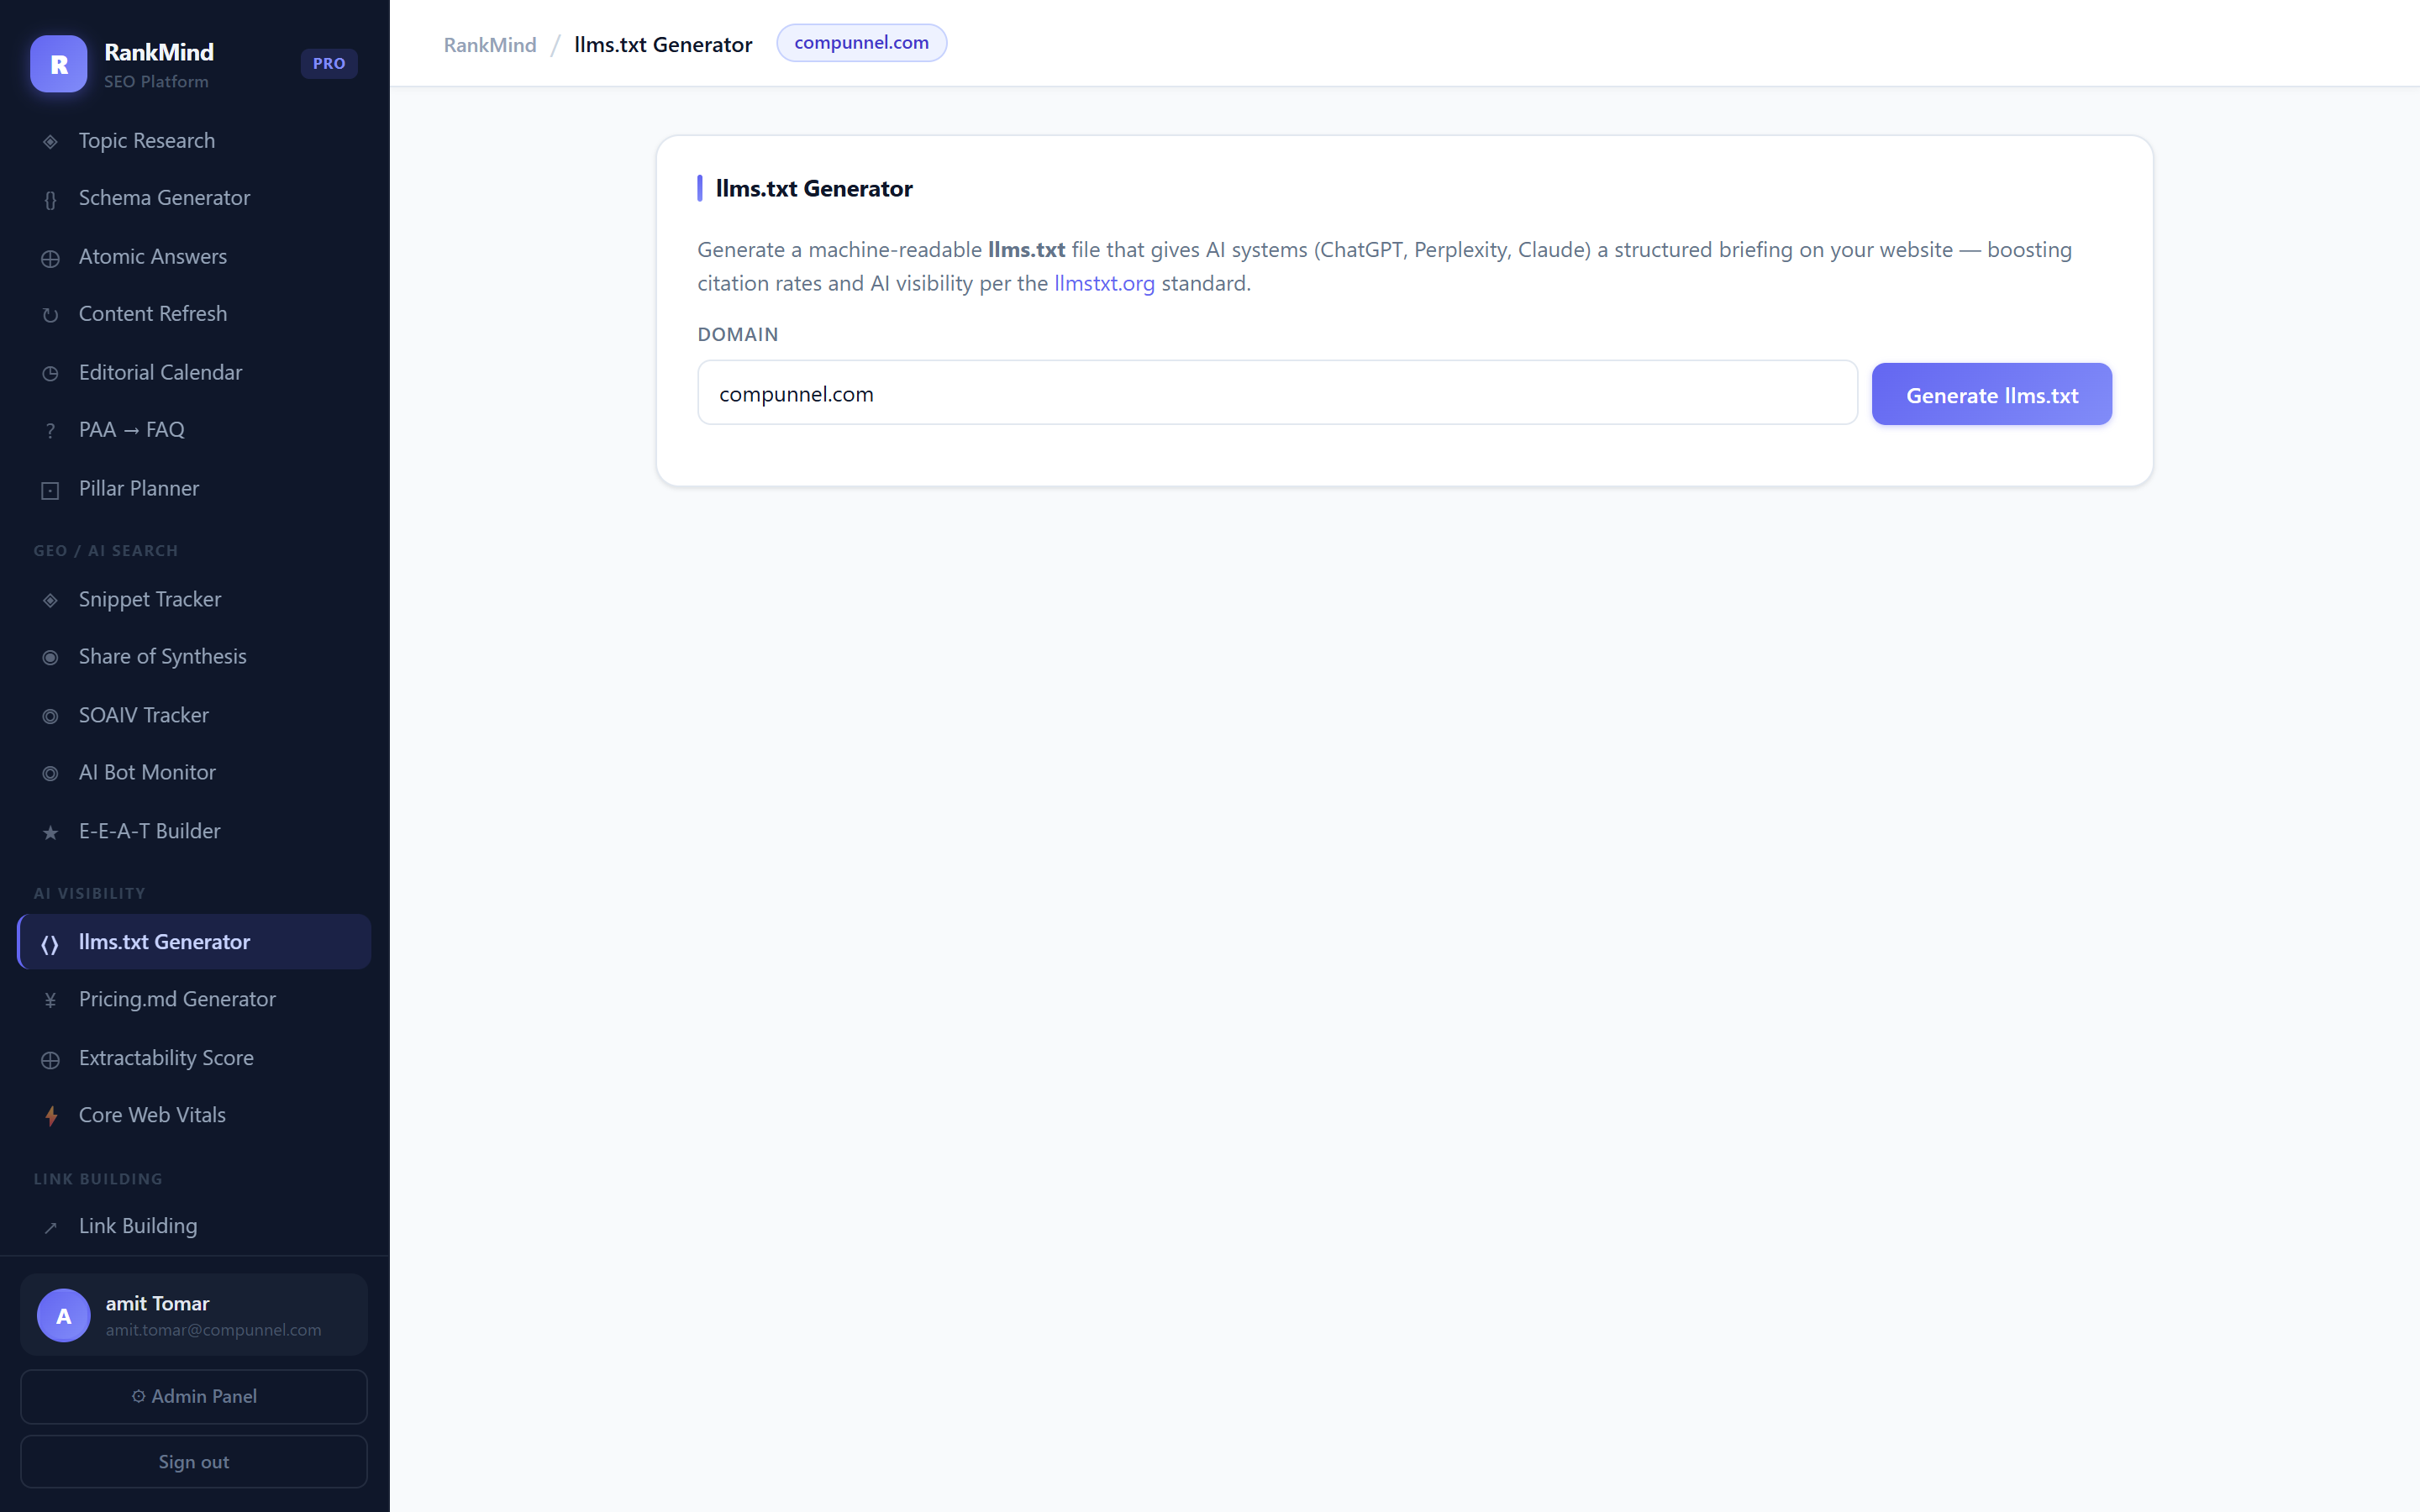 R
RankMind
SEO Platform
PRO
Topic Research
{} Schema Generator
Atomic Answers
Content Refresh
Editorial Calendar
? PAA → FAQ
Pillar Planner
GEO / AI SEARCH
Snippet Tracker
Share of Synthesis
SOAIV Tracker
AI Bot Monitor
E-E-A-T Builder
AI VISIBILITY
llms.txt Generator
¥ Pricing.md Generator
Extractability Score
Core Web Vitals
LINK BUILDING
Link Building
A
amit Tomar
amit.tomar@compunnel.com
Admin Panel
Sign out
RankMind / llms.txt Generator compunnel.com
llms.txt Generator
Generate a machine-readable llms.txt file that gives AI systems (ChatGPT, Perplexity, Claude) a structured briefing on your website — boosting
citation rates and AI visibility per the llmstxt.org standard.
DOMAIN
compunnel.com
Generate llms.txt